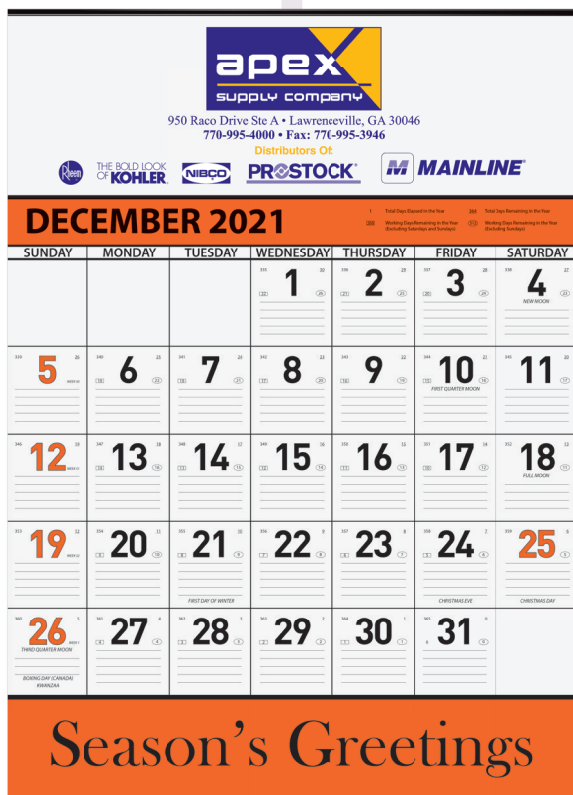 apex
SUPPLY COMPANY
950 Raco Drive Ste A • Lawrenceville, GA 30046
770-995-4000 • Fax: 770-995-3946
Distributors Of:
Rheem THE BOLD LOOK OF KOHLER NIBCO PROSTOCK M MAINLINE
DECEMBER 2021
1 Total Days Elapsed in the Year 364 Total Days Remaining in the Year
Working Days Remaining in the Year (Excluding Saturdays and Sundays) Working Days Remaining in the Year (Excluding Sundays)
SUNDAY MONDAY TUESDAY WEDNESDAY THURSDAY FRIDAY SATURDAY
1 2 3 4
NEW MOON
5 6 7 8 9 10 11
FIRST QUARTER MOON
12 13 14 15 16 17 18
FULL MOON
19 20 21 22 23 24 25
FIRST DAY OF WINTER CHRISTMAS EVE CHRISTMAS DAY
26 27 28 29 30 31
THIRD QUARTER MOON
BOXING DAY (CANADA)
KWANZAA
Season's Greetings